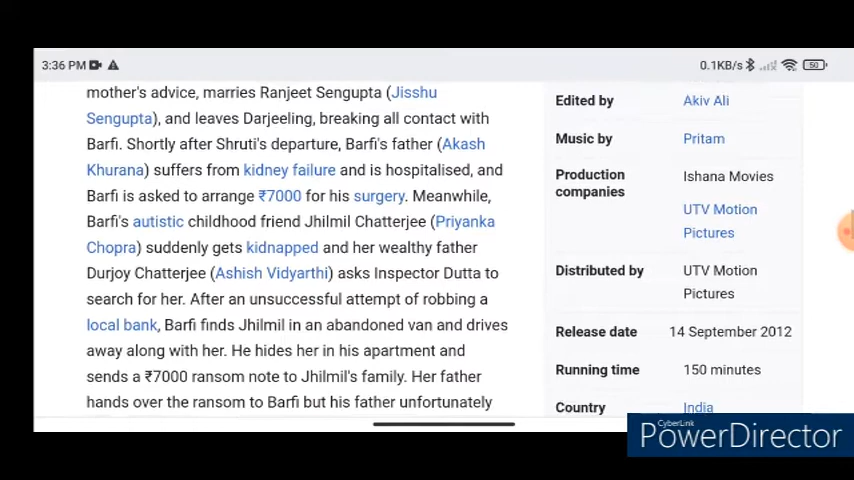 3:36 PM
0.1KB/s
50
mother's advice, marries Ranjeet Sengupta (Jisshu
Sengupta), and leaves Darjeeling, breaking all contact with
Barfi. Shortly after Shruti's departure, Barfi's father (Akash
Khurana) suffers from kidney failure and is hospitalised, and
Barfi is asked to arrange ₹7000 for his surgery. Meanwhile,
Barfi's autistic childhood friend Jhilmil Chatterjee (Priyanka
Chopra) suddenly gets kidnapped and her wealthy father
Durjoy Chatterjee (Ashish Vidyarthi) asks Inspector Dutta to
search for her. After an unsuccessful attempt of robbing a
local bank, Barfi finds Jhilmil in an abandoned van and drives
away along with her. He hides her in his apartment and
sends a ₹7000 ransom note to Jhilmil's family. Her father
hands over the ransom to Barfi but his father unfortunately
Edited by Akiv Ali
Music by Pritam
Production Ishana Movies
companies
UTV Motion
Pictures
Distributed by UTV Motion
Pictures
Release date 14 September 2012
Running time 150 minutes
Country India
CyberLink
PowerDirector